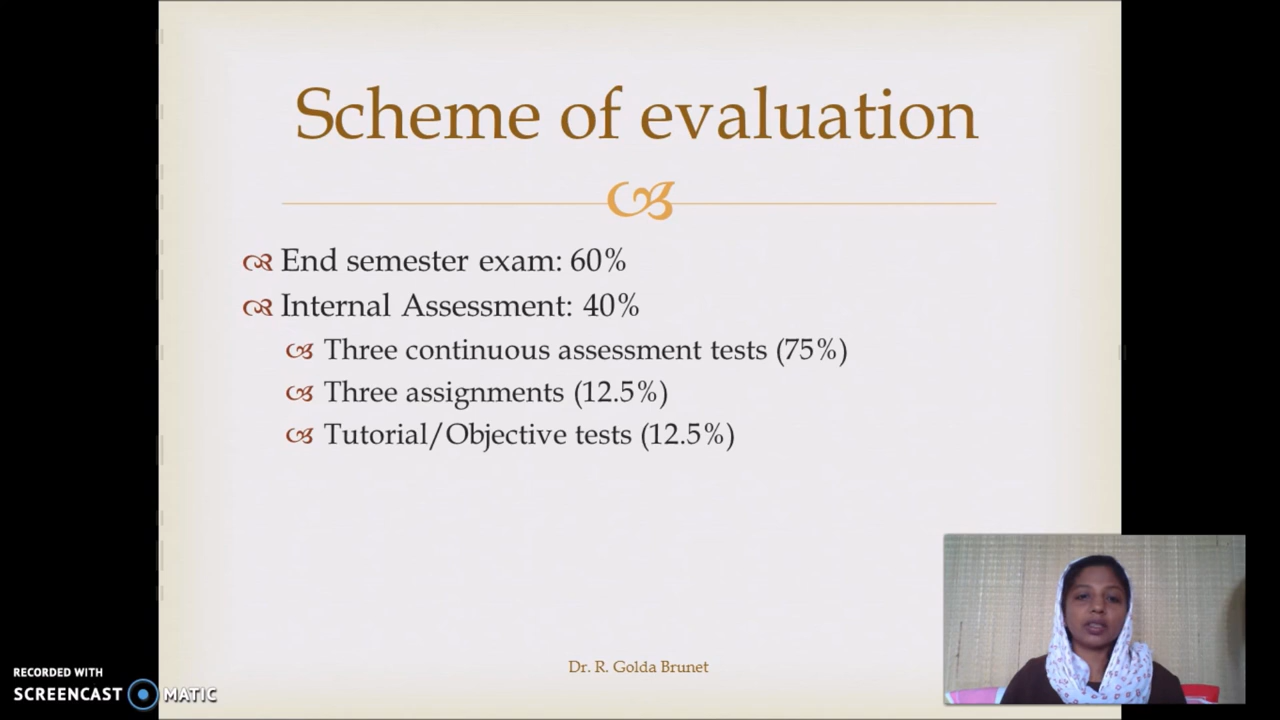 Scheme of evaluation
End semester exam: 60%
Internal Assessment: 40%
Three continuous assessment tests (75%)
Three assignments (12.5%)
Tutorial/Objective tests (12.5%)
Dr. R. Golda Brunet
RECORDED WITH
SCREENCAST MATIC